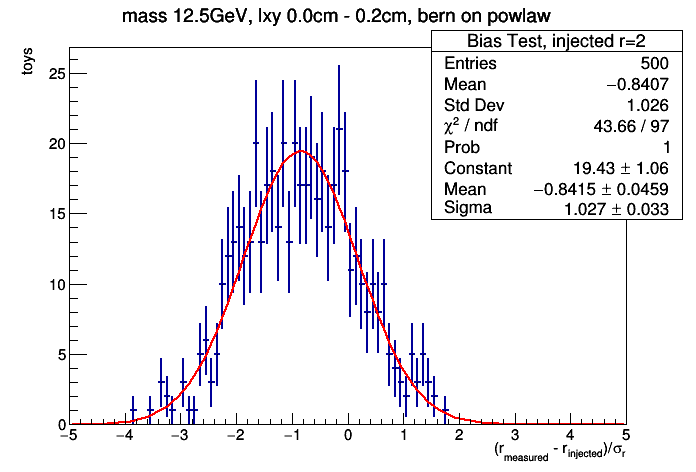 mass 12.5GeV, lxy 0.0cm - 0.2cm, bern on powlaw
Bias Test, injected r=2
Entries 500
Mean −0.8407
Std Dev 1.026
χ² / ndf 43.66 / 97
Prob 1
Constant 19.43 ± 1.06
Mean −0.8415 ± 0.0459
Sigma 1.027 ± 0.033
toys
25
20
15
10
5
0
−5 −4 −3 −2 −1 0 1 2 3 4 5
(r_measured - r_injected)/σ_r